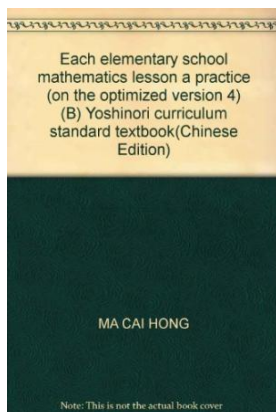 Each elementary school
mathematics lesson a practice
(on the optimized version 4)
(B) Yoshinori curriculum
standard textbook(Chinese
Edition)
MA CAI HONG
Note: This is not the actual book cover